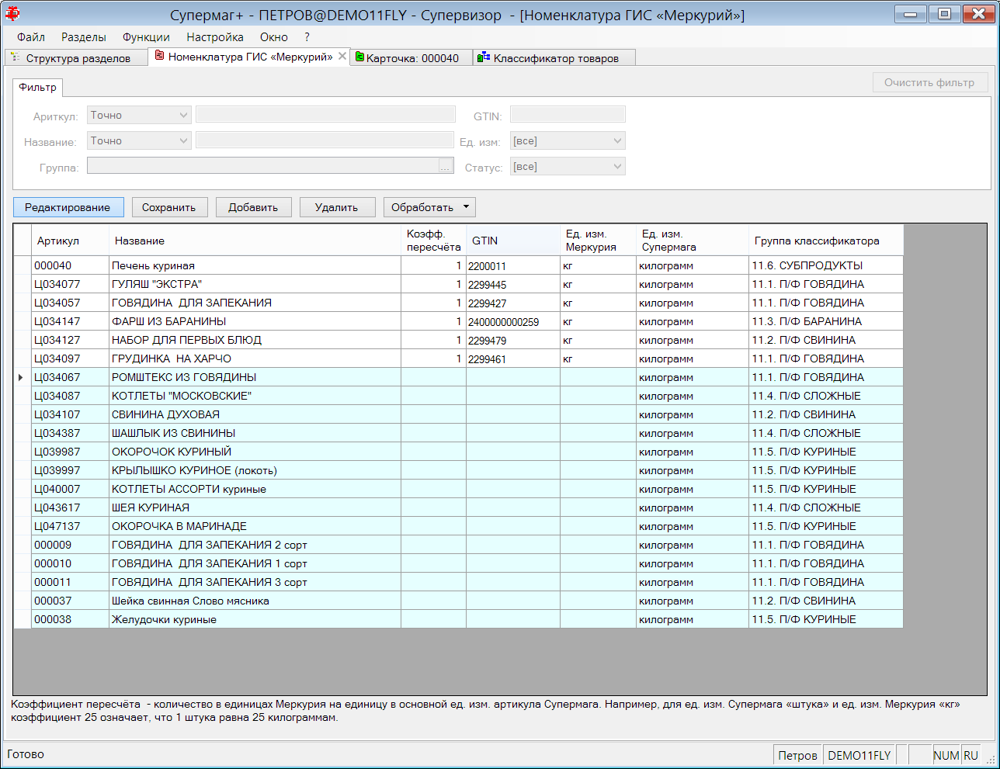 Супермаг+ - ПЕТРОВ@DEMO11FLY - Супервизор - [Номенклатура ГИС «Меркурий»]
Файл Разделы Функции Настройка Окно ?
Структура разделов Номенклатура ГИС «Меркурий» Карточка: 000040 Классификатор товаров
Фильтр Очистить фильтр
Ариткул: Точно GTIN:
Название: Точно Ед. изм: [все]
Группа: ... Статус: [все]
Редактирование Сохранить Добавить Удалить Обработать
Артикул Название Коэфф. пересчёта GTIN Ед. изм. Меркурия Ед. изм. Супермага Группа классификатора
000040 Печень куриная 1 2200011 кг килограмм 11.6. СУБПРОДУКТЫ
Ц034077 ГУЛЯШ "ЭКСТРА" 1 2299445 кг килограмм 11.1. П/Ф ГОВЯДИНА
Ц034057 ГОВЯДИНА ДЛЯ ЗАПЕКАНИЯ 1 2299427 кг килограмм 11.1. П/Ф ГОВЯДИНА
Ц034147 ФАРШ ИЗ БАРАНИНЫ 1 2400000000259 кг килограмм 11.3. П/Ф БАРАНИНА
Ц034127 НАБОР ДЛЯ ПЕРВЫХ БЛЮД 1 2299479 кг килограмм 11.2. П/Ф СВИНИНА
Ц034097 ГРУДИНКА НА ХАРЧО 1 2299461 кг килограмм 11.1. П/Ф ГОВЯДИНА
Ц034067 РОМШТЕКС ИЗ ГОВЯДИНЫ килограмм 11.1. П/Ф ГОВЯДИНА
Ц034087 КОТЛЕТЫ "МОСКОВСКИЕ" килограмм 11.4. П/Ф СЛОЖНЫЕ
Ц034107 СВИНИНА ДУХОВАЯ килограмм 11.2. П/Ф СВИНИНА
Ц034387 ШАШЛЫК ИЗ СВИНИНЫ килограмм 11.4. П/Ф СЛОЖНЫЕ
Ц039987 ОКОРОЧОК КУРИНЫЙ килограмм 11.5. П/Ф КУРИНЫЕ
Ц039997 КРЫЛЫШКО КУРИНОЕ (локоть) килограмм 11.5. П/Ф КУРИНЫЕ
Ц040007 КОТЛЕТЫ АССОРТИ куриные килограмм 11.5. П/Ф КУРИНЫЕ
Ц043617 ШЕЯ КУРИНАЯ килограмм 11.4. П/Ф СЛОЖНЫЕ
Ц047137 ОКОРОЧКА В МАРИНАДЕ килограмм 11.5. П/Ф КУРИНЫЕ
000009 ГОВЯДИНА ДЛЯ ЗАПЕКАНИЯ 2 сорт килограмм 11.1. П/Ф ГОВЯДИНА
000010 ГОВЯДИНА ДЛЯ ЗАПЕКАНИЯ 1 сорт килограмм 11.1. П/Ф ГОВЯДИНА
000011 ГОВЯДИНА ДЛЯ ЗАПЕКАНИЯ 3 сорт килограмм 11.1. П/Ф ГОВЯДИНА
000037 Шейка свинная Слово мясника килограмм 11.2. П/Ф СВИНИНА
000038 Желудочки куриные килограмм 11.5. П/Ф КУРИНЫЕ
Коэффициент пересчёта - количество в единицах Меркурия на единицу в основной ед. изм. артикула Супермага. Например, для ед. изм. Супермага «штука» и ед. изм. Меркурия «кг»
коэффициент 25 означает, что 1 штука равна 25 килограммам.
Готово Петров DEMO11FLY NUM RU